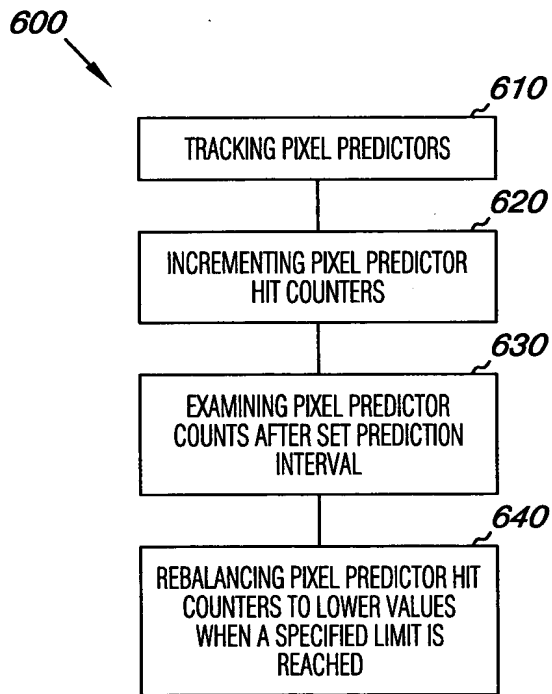 600
610
TRACKING PIXEL PREDICTORS
620
INCREMENTING PIXEL PREDICTOR
HIT COUNTERS
630
EXAMINING PIXEL PREDICTOR
COUNTS AFTER SET PREDICTION
INTERVAL
640
REBALANCING PIXEL PREDICTOR HIT
COUNTERS TO LOWER VALUES
WHEN A SPECIFIED LIMIT IS
REACHED